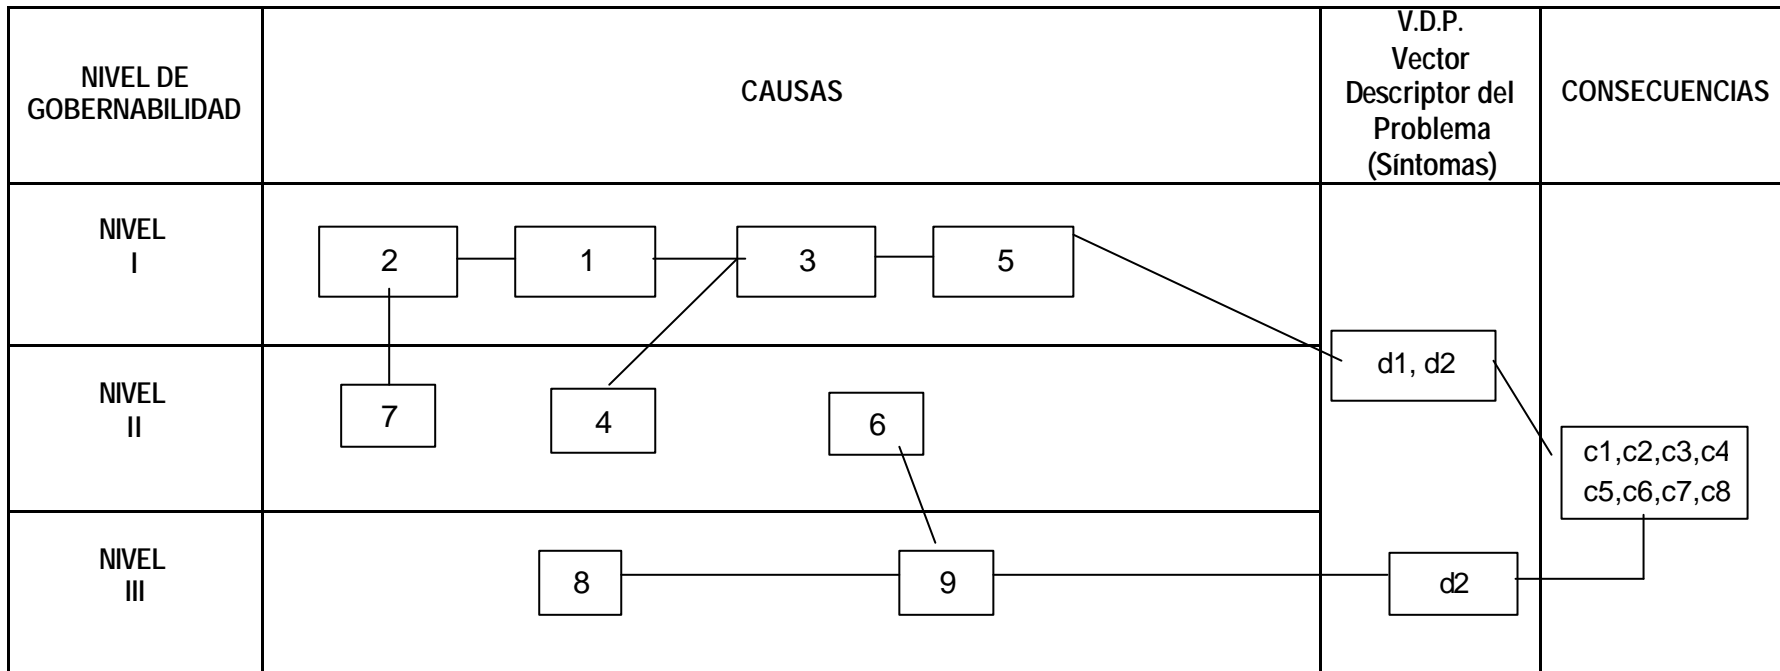 NIVEL DE
GOBERNABILIDAD
CAUSAS
V.D.P.
Vector
Descriptor del
Problema
(Síntomas)
CONSECUENCIAS
NIVEL
I
2
1
3
5
d1, d2
NIVEL
II
7
4
6
c1,c2,c3,c4
c5,c6,c7,c8
NIVEL
III
8
9
d2